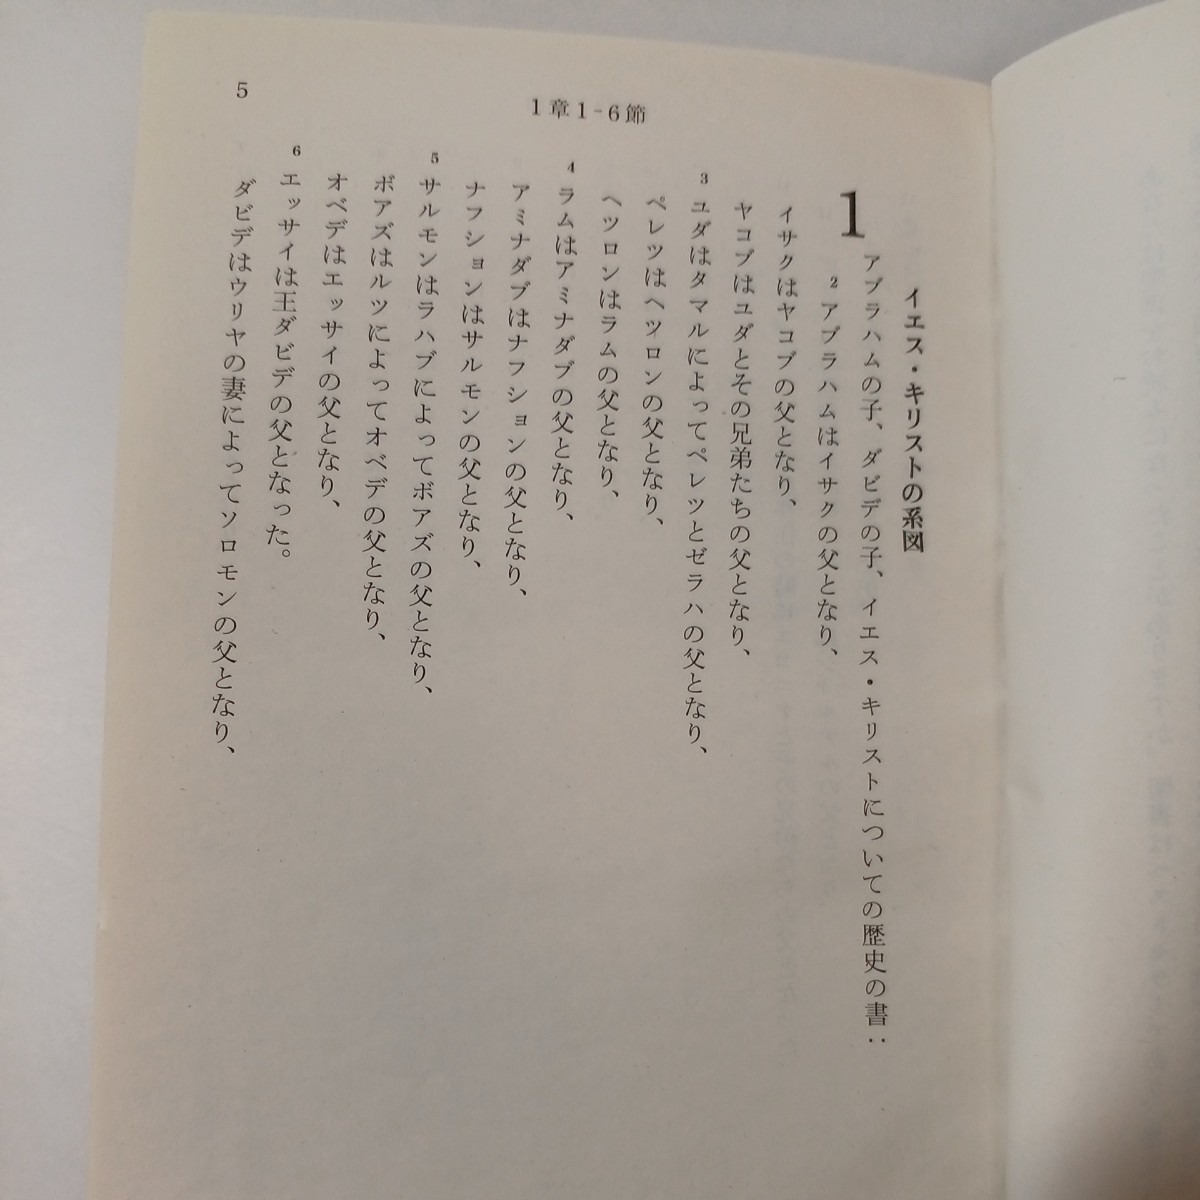 5
1章1-6節
イエス・キリストの系図
1 アブラハムの子、ダビデの子、イエス・キリストについての歴史の書：
2 アブラハムはイサクの父となり、
イサクはヤコブの父となり、
ヤコブはユダとその兄弟たちの父となり、
3 ユダはタマルによってペレツとゼラハの父となり、
ペレツはヘツロンの父となり、
ヘツロンはラムの父となり、
4 ラムはアミナダブの父となり、
アミナダブはナフションの父となり、
ナフションはサルモンの父となり、
5 サルモンはラハブによってボアズの父となり、
ボアズはルツによってオベデの父となり、
オベデはエッサイの父となり、
6 エッサイは王ダビデの父となった。
ダビデはウリヤの妻によってソロモンの父となり、